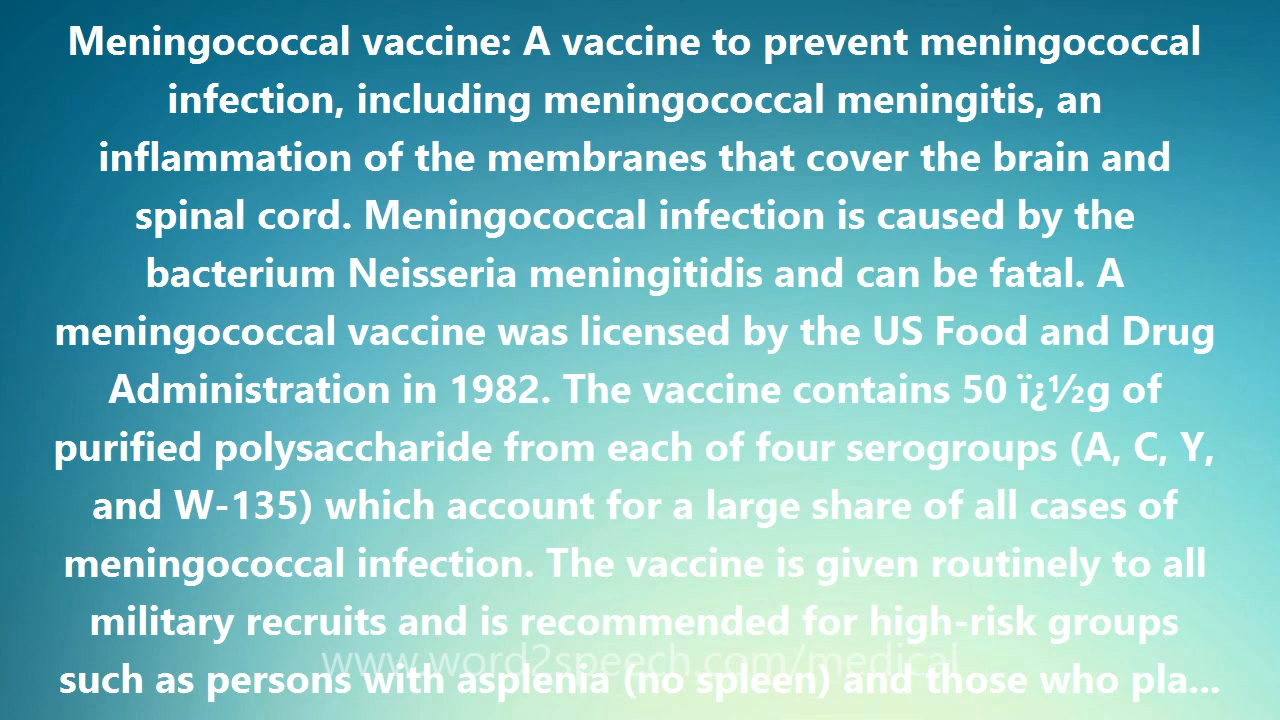 Meningococcal vaccine: A vaccine to prevent meningococcal
infection, including meningococcal meningitis, an
inflammation of the membranes that cover the brain and
spinal cord. Meningococcal infection is caused by the
bacterium Neisseria meningitidis and can be fatal. A
meningococcal vaccine was licensed by the US Food and Drug
Administration in 1982. The vaccine contains 50 ï¿½g of
purified polysaccharide from each of four serogroups (A, C, Y,
and W-135) which account for a large share of all cases of
meningococcal infection. The vaccine is given routinely to all
military recruits and is recommended for high-risk groups
www.word2speech.com/medical
such as persons with asplenia (no spleen) and those who pla...